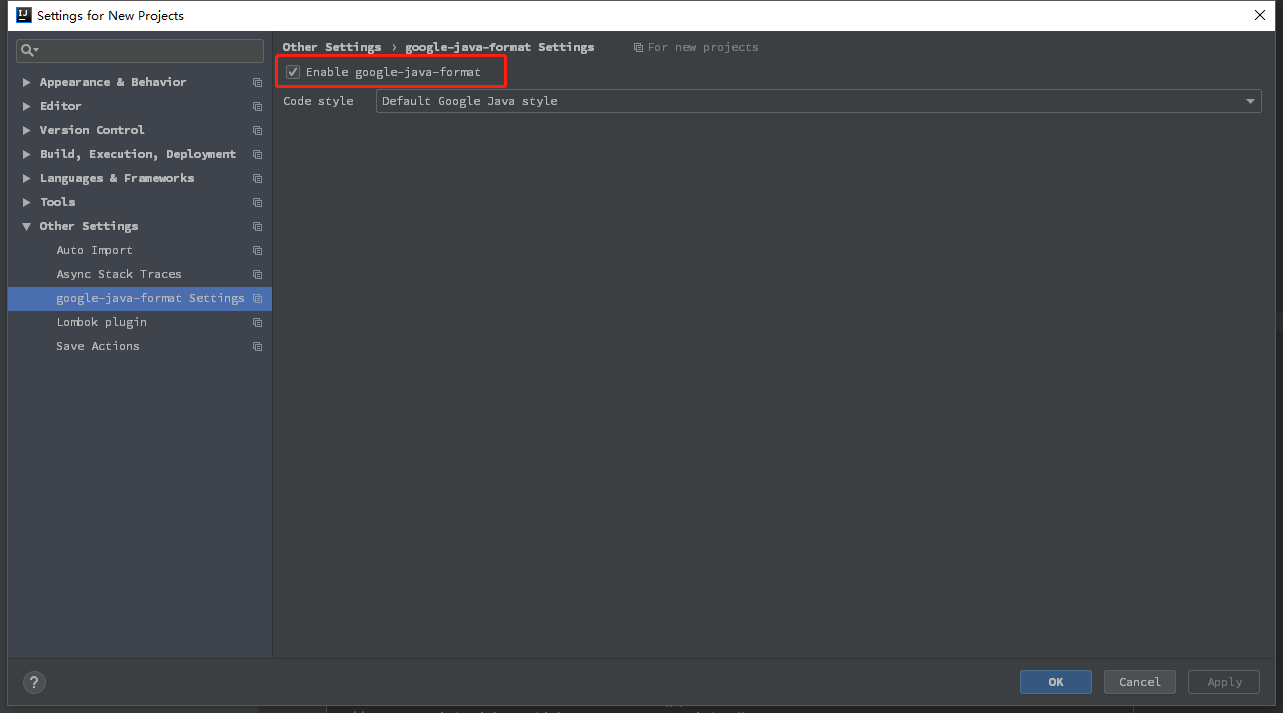 Settings for New Projects
Other Settings › google-java-format Settings For new projects
Enable google-java-format
Code style Default Google Java style
Appearance & Behavior
Editor
Version Control
Build, Execution, Deployment
Languages & Frameworks
Tools
Other Settings
Auto Import
Async Stack Traces
google-java-format Settings
Lombok plugin
Save Actions
?
OK
Cancel
Apply